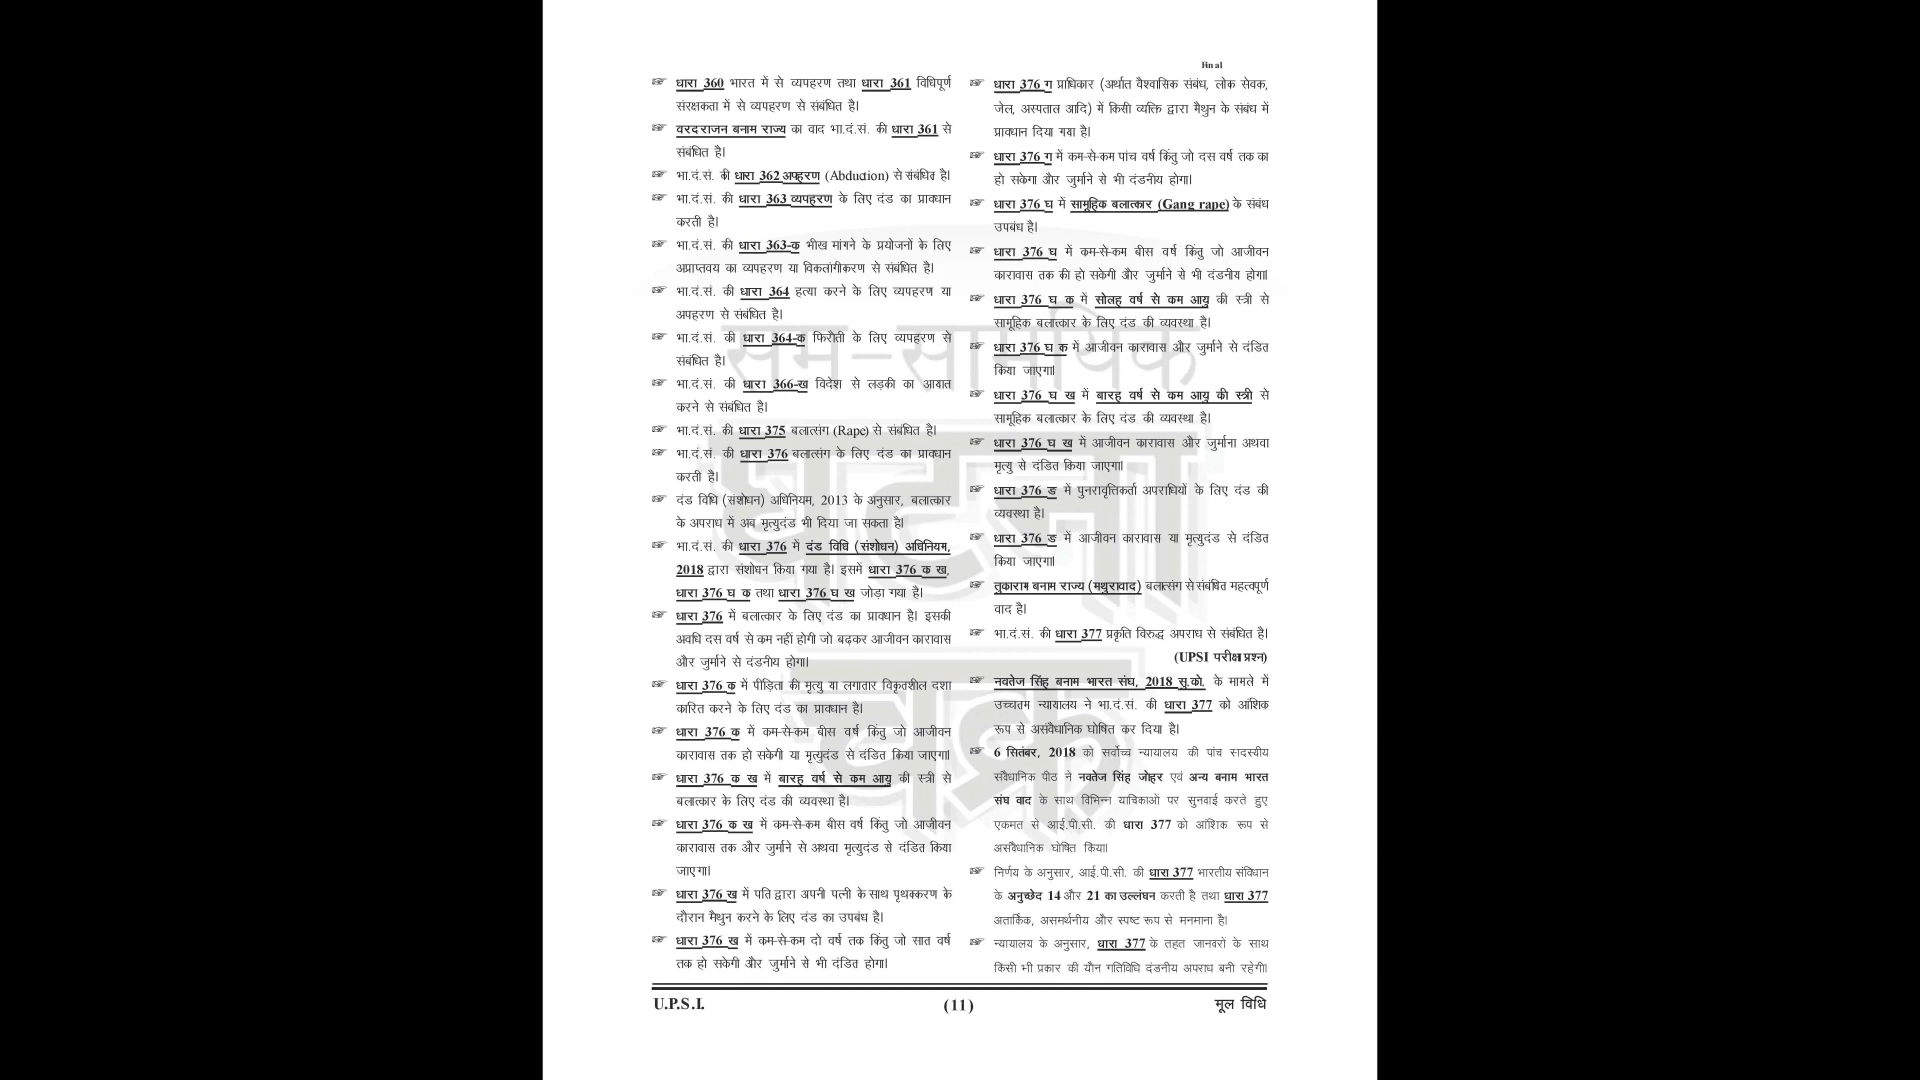 Final
☞ धारा 360 भारत में से व्यपहरण तथा धारा 361 विधिपूर्ण
संरक्षकता में से व्यपहरण से संबंधित है।
☞ वरदराजन बनाम राज्य का वाद भा.दं.सं. की धारा 361 से
संबंधित है।
☞ भा.दं.सं. की धारा 362 अपहरण (Abduction) से संबंधित है।
☞ भा.दं.सं. की धारा 363 व्यपहरण के लिए दंड का प्रावधान
करती है।
☞ भा.दं.सं. की धारा 363-क भीख मांगने के प्रयोजनों के लिए
अप्राप्तवय का व्यपहरण या विकलांगीकरण से संबंधित है।
☞ भा.दं.सं. की धारा 364 हत्या करने के लिए व्यपहरण या
अपहरण से संबंधित है।
☞ भा.दं.सं. की धारा 364-क फिरौती के लिए व्यपहरण से
संबंधित है।
☞ भा.दं.सं. की धारा 366-ख विदेश से लड़की का आयात
करने से संबंधित है।
☞ भा.दं.सं. की धारा 375 बलात्संग (Rape) से संबंधित है।
☞ भा.दं.सं. की धारा 376 बलात्संग के लिए दंड का प्रावधान
करती है।
☞ दंड विधि (संशोधन) अधिनियम, 2013 के अनुसार, बलात्कार
के अपराध में अब मृत्युदंड भी दिया जा सकता है।
☞ भा.दं.सं. की धारा 376 में दंड विधि (संशोधन) अधिनियम,
2018 द्वारा संशोधन किया गया है। इसमें धारा 376 क ख,
धारा 376 घ क तथा धारा 376 घ ख जोड़ा गया है।
☞ धारा 376 में बलात्कार के लिए दंड का प्रावधान है। इसकी
अवधि दस वर्ष से कम नहीं होगी जो बढ़कर आजीवन कारावास
और जुर्माने से दंडनीय होगा।
☞ धारा 376 क में पीड़िता की मृत्यु या लगातार विकृतशील दशा
कारित करने के लिए दंड का प्रावधान है।
☞ धारा 376 क में कम-से-कम बीस वर्ष किंतु जो आजीवन
कारावास तक हो सकेगी या मृत्युदंड से दंडित किया जाएगा।
☞ धारा 376 क ख में बारह वर्ष से कम आयु की स्त्री से
बलात्कार के लिए दंड की व्यवस्था है।
☞ धारा 376 क ख में कम-से-कम बीस वर्ष किंतु जो आजीवन
कारावास तक और जुर्माने से अथवा मृत्युदंड से दंडित किया
जाएगा।
☞ धारा 376 ख में पति द्वारा अपनी पत्नी के साथ पृथक्करण के
दौरान मैथुन करने के लिए दंड का उपबंध है।
☞ धारा 376 ख में कम-से-कम दो वर्ष तक किंतु जो सात वर्ष
तक हो सकेगी और जुर्माने से भी दंडित होगा।
☞ धारा 376 ग प्राधिकार (अर्थात वैश्वासिक संबंध, लोक सेवक,
जेल, अस्पताल आदि) में किसी व्यक्ति द्वारा मैथुन के संबंध में
प्रावधान दिया गया है।
☞ धारा 376 ग में कम-से-कम पांच वर्ष किंतु जो दस वर्ष तक का
हो सकेगा और जुर्माने से भी दंडनीय होगा।
☞ धारा 376 घ में सामूहिक बलात्कार (Gang rape) के संबंध
उपबंध है।
☞ धारा 376 घ में कम-से-कम बीस वर्ष किंतु जो आजीवन
कारावास तक की हो सकेगी और जुर्माने से भी दंडनीय होगा।
☞ धारा 376 घ क में सोलह वर्ष से कम आयु की स्त्री से
सामूहिक बलात्कार के लिए दंड की व्यवस्था है।
☞ धारा 376 घ क में आजीवन कारावास और जुर्माने से दंडित
किया जाएगा।
☞ धारा 376 घ ख में बारह वर्ष से कम आयु की स्त्री से
सामूहिक बलात्कार के लिए दंड की व्यवस्था है।
☞ धारा 376 घ ख में आजीवन कारावास और जुर्माना अथवा
मृत्यु से दंडित किया जाएगा।
☞ धारा 376 ङ में पुनरावृत्तिकर्ता अपराधियों के लिए दंड की
व्यवस्था है।
☞ धारा 376 ङ में आजीवन कारावास या मृत्युदंड से दंडित
किया जाएगा।
☞ तुकाराम बनाम राज्य (मथुरावाद) बलात्संग से संबंधित महत्वपूर्ण
वाद है।
☞ भा.दं.सं. की धारा 377 प्रकृति विरुद्ध अपराध से संबंधित है।
(UPSI परीक्षा प्रश्न)
☞ नवतेज सिंह बनाम भारत संघ, 2018 सु.को. के मामले में
उच्चतम न्यायालय ने भा.दं.सं. की धारा 377 को आंशिक
रूप से असंवैधानिक घोषित कर दिया है।
☞ 6 सितंबर, 2018 को सर्वोच्च न्यायालय की पांच सदस्यीय
संवैधानिक पीठ ने नवतेज सिंह जोहर एवं अन्य बनाम भारत
संघ वाद के साथ विभिन्न याचिकाओं पर सुनवाई करते हुए
एकमत से आई.पी.सी. की धारा 377 को आंशिक रूप से
असंवैधानिक घोषित किया।
☞ निर्णय के अनुसार, आई.पी.सी. की धारा 377 भारतीय संविधान
के अनुच्छेद 14 और 21 का उल्लंघन करती है तथा धारा 377
अतार्किक, असमर्थनीय और स्पष्ट रूप से मनमाना है।
☞ न्यायालय के अनुसार, धारा 377 के तहत जानवरों के साथ
किसी भी प्रकार की यौन गतिविधि दंडनीय अपराध बनी रहेगी।
सम-सामयिक
घटना
चक्र
U.P.S.I.
(11)
मूल विधि